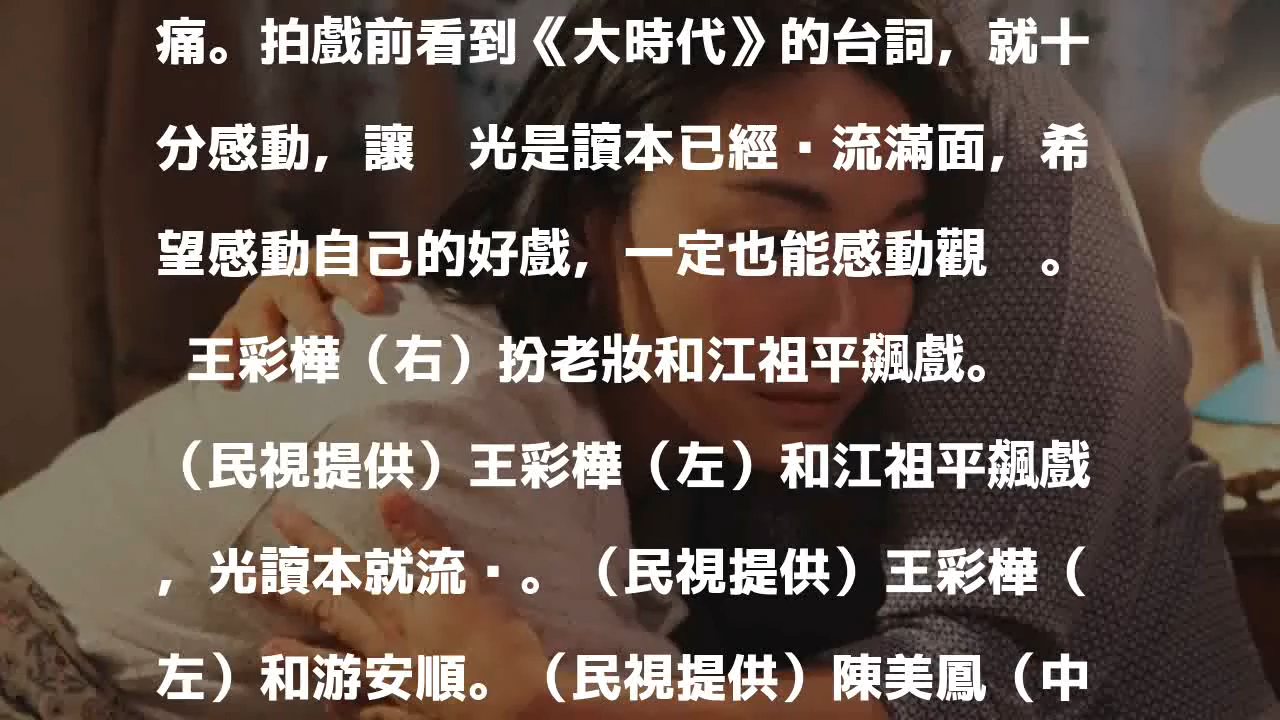 痛。拍戲前看到《大時代》的台詞，就十
分感動，讓　光是讀本已經·流滿面，希
望感動自己的好戲，一定也能感動觀　。
王彩樺（右）扮老妝和江祖平飆戲。
（民視提供）王彩樺（左）和江祖平飆戲
，光讀本就流·。（民視提供）王彩樺（
左）和游安順。（民視提供）陳美鳳（中